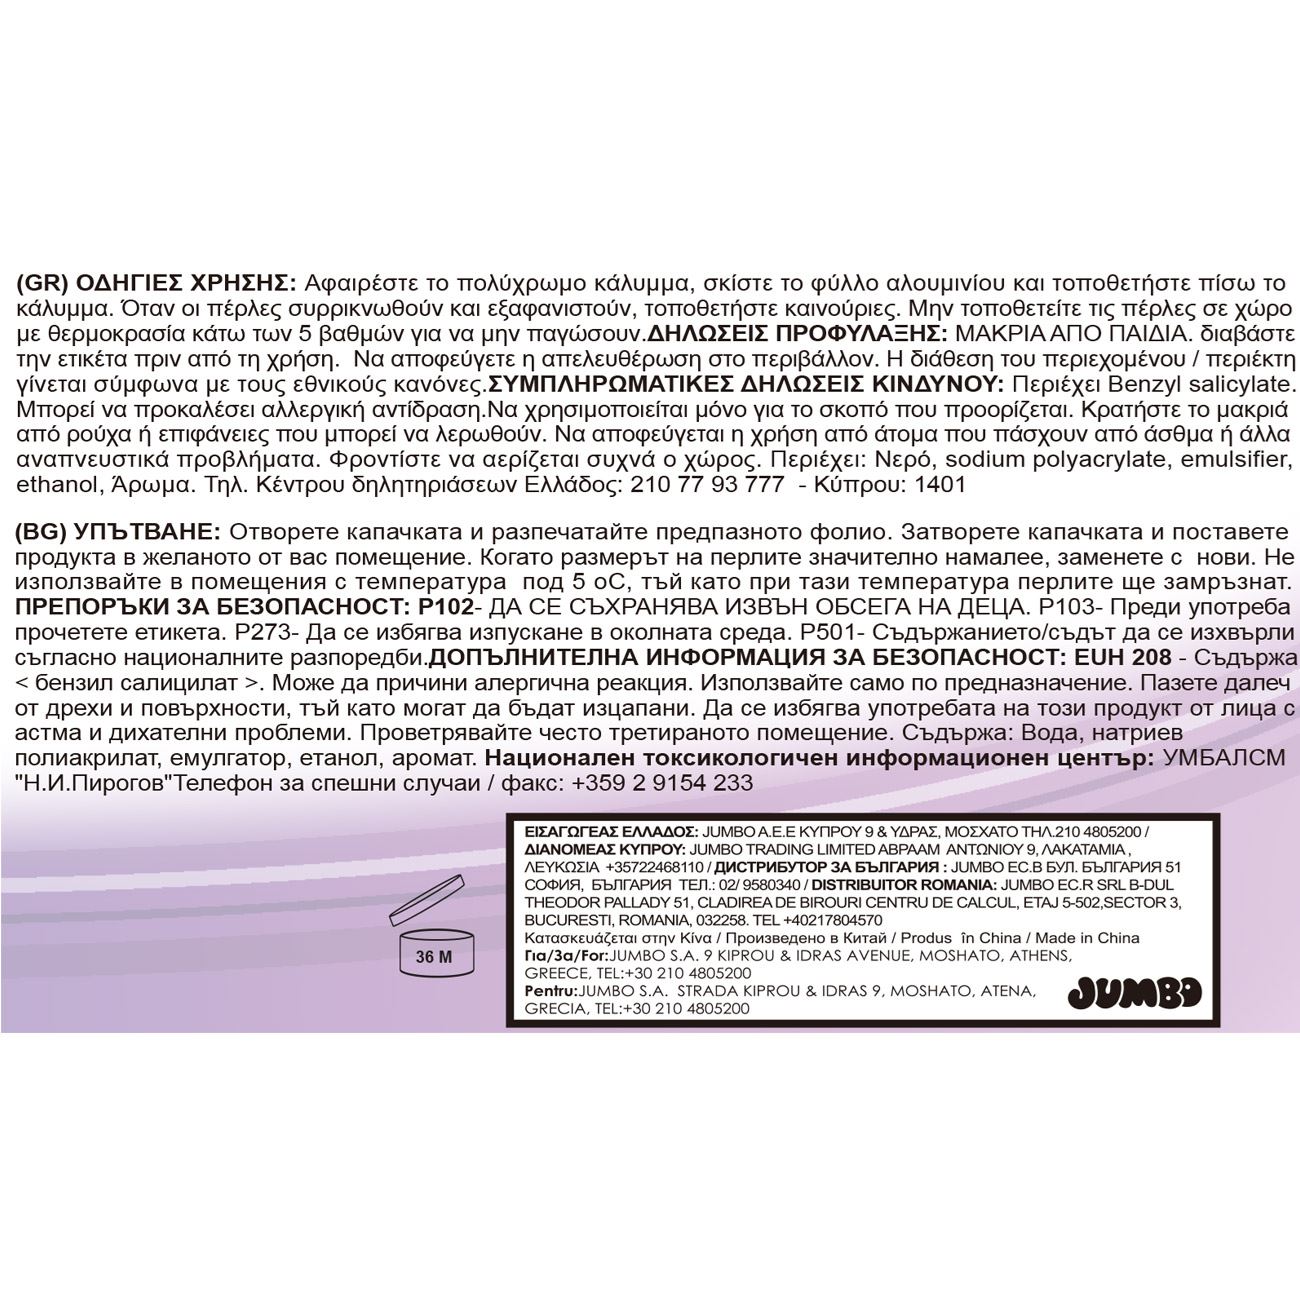 (GR) ΟΔΗΓΙΕΣ ΧΡΗΣΗΣ: Αφαιρέστε το πολύχρωμο κάλυμμα, σκίστε το φύλλο αλουμινίου και τοποθετήστε πίσω το
κάλυμμα. Όταν οι πέρλες συρρικνωθούν και εξαφανιστούν, τοποθετήστε καινούριες. Μην τοποθετείτε τις πέρλες σε χώρο
με θερμοκρασία κάτω των 5 βαθμών για να μην παγώσουν.ΔΗΛΩΣΕΙΣ ΠΡΟΦΥΛΑΞΗΣ: ΜΑΚΡΙΑ ΑΠΟ ΠΑΙΔΙΑ. διαβάστε
την ετικέτα πριν από τη χρήση. Να αποφεύγετε η απελευθέρωση στο περιβάλλον. Η διάθεση του περιεχομένου / περιέκτη
γίνεται σύμφωνα με τους εθνικούς κανόνες.ΣΥΜΠΛΗΡΩΜΑΤΙΚΕΣ ΔΗΛΩΣΕΙΣ ΚΙΝΔΥΝΟΥ: Περιέχει Benzyl salicylate.
Μπορεί να προκαλέσει αλλεργική αντίδραση.Να χρησιμοποιείται μόνο για το σκοπό που προορίζεται. Κρατήστε το μακριά
από ρούχα ή επιφάνειες που μπορεί να λερωθούν. Να αποφεύγεται η χρήση από άτομα που πάσχουν από άσθμα ή άλλα
αναπνευστικά προβλήματα. Φροντίστε να αερίζεται συχνά ο χώρος. Περιέχει: Νερό, sodium polyacrylate, emulsifier,
ethanol, Άρωμα. Τηλ. Κέντρου δηλητηριάσεων Ελλάδος: 210 77 93 777 - Κύπρου: 1401
(BG) УПЪТВАНЕ: Отворете капачката и разпечатайте предпазното фолио. Затворете капачката и поставете
продукта в желаното от вас помещение. Когато размерът на перлите значително намалее, заменете с нови. Не
използвайте в помещения с температура под 5 оС, тъй като при тази температура перлите ще замръзнат.
ПРЕПОРЪКИ ЗА БЕЗОПАСНОСТ: P102- ДА СЕ СЪХРАНЯВА ИЗВЪН ОБСЕГА НА ДЕЦА. P103- Преди употреба
прочетете етикета. P273- Да се избягва изпускане в околната среда. P501- Съдържанието/съдът да се изхвърли
съгласно националните разпоредби.ДОПЪЛНИТЕЛНА ИНФОРМАЦИЯ ЗА БЕЗОПАСНОСТ: EUH 208 - Съдържа
< бензил салицилат >. Може да причини алергична реакция. Използвайте само по предназначение. Пазете далеч
от дрехи и повърхности, тъй като могат да бъдат изцапани. Да се избягва употребата на този продукт от лица с
астма и дихателни проблеми. Проветрявайте често третираното помещение. Съдържа: Вода, натриев
полиакрилат, емулгатор, етанол, аромат. Национален токсикологичен информационен център: УМБАЛСМ
"Н.И.Пирогов"Телефон за спешни случаи / факс: +359 2 9154 233
36 M
ΕΙΣΑΓΩΓΕΑΣ ΕΛΛΑΔΟΣ: JUMBO A.E.E ΚΥΠΡΟΥ 9 & ΥΔΡΑΣ, ΜΟΣΧΑΤΟ ΤΗΛ.210 4805200 /
ΔΙΑΝΟΜΕΑΣ ΚΥΠΡΟΥ: JUMBO TRADING LIMITED ΑΒΡΑΑΜ ΑΝΤΩΝΙΟΥ 9, ΛΑΚΑΤΑΜΙΑ ,
ΛΕΥΚΩΣΙΑ +35722468110 / ДИСТРИБУТОР ЗА БЪЛГАРИЯ : JUMBO EC.B БУЛ. БЪЛГАРИЯ 51
СОФИЯ, БЪЛГАРИЯ ТЕЛ.: 02/ 9580340 / DISTRIBUITOR ROMANIA: JUMBO EC.R SRL B-DUL
THEODOR PALLADY 51, CLADIREA DE BIROURI CENTRU DE CALCUL, ETAJ 5-502,SECTOR 3,
BUCURESTI, ROMANIA, 032258. TEL +40217804570
Κατασκευάζεται στην Κίνα / Произведено в Китай / Produs în China / Made in China
Για/За/For:JUMBO S.A. 9 KIPROU & IDRAS AVENUE, MOSHATO, ATHENS,
GREECE, TEL:+30 210 4805200
Pentru:JUMBO S.A. STRADA KIPROU & IDRAS 9, MOSHATO, ATENA,
GRECIA, TEL:+30 210 4805200
JUMBO